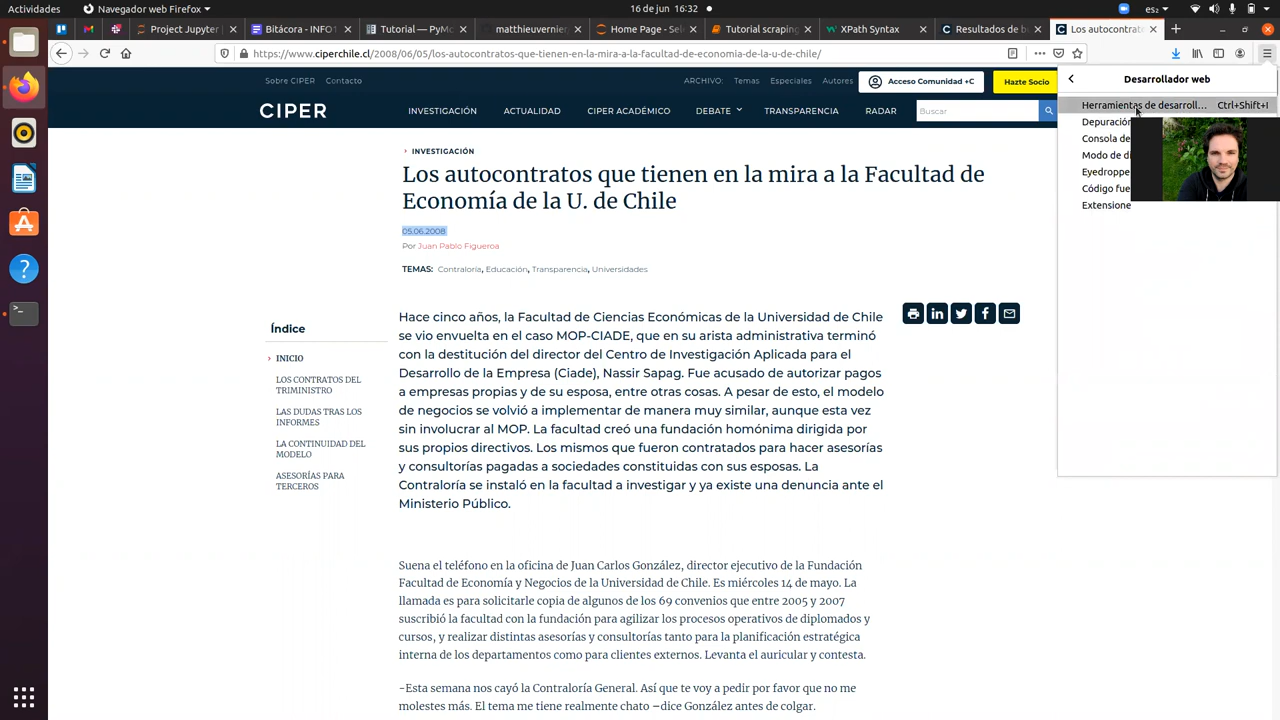 Actividades
Navegador web Firefox
16 de jun 16:32
es2
Project Jupyter |
Bitácora - INFO1
Tutorial — MyPa
matthieuvernier
Home Page - Sel
Tutorial scraping
XPath Syntax
Resultados de b
Los autocontrat
https://www.ciperchile.cl/2008/06/05/los-autocontratos-que-tienen-en-la-mira-a-la-facultad-de-economia-de-la-u-de-chile/
Sobre CIPER Contacto
ARCHIVO: Temas Especiales Autores
Acceso Comunidad +C
Hazte Socio
CIPER
INVESTIGACIÓN
ACTUALIDAD
CIPER ACADÉMICO
DEBATE
TRANSPARENCIA
RADAR
Buscar
Desarrollador web
Herramientas de desarroll... Ctrl+Shift+I
Depuración
Consola de
Modo de di
Eyedroppe
Código fue
Extensione
INVESTIGACIÓN
Los autocontratos que tienen en la mira a la Facultad de
Economía de la U. de Chile
05.06.2008
Por Juan Pablo Figueroa
TEMAS: Contraloría, Educación, Transparencia, Universidades
Índice
INICIO
LOS CONTRATOS DEL
TRIMINISTRO
LAS DUDAS TRAS LOS
INFORMES
LA CONTINUIDAD DEL
MODELO
ASESORÍAS PARA
TERCEROS
Hace cinco años, la Facultad de Ciencias Económicas de la Universidad de Chile
se vio envuelta en el caso MOP-CIADE, que en su arista administrativa terminó
con la destitución del director del Centro de Investigación Aplicada para el
Desarrollo de la Empresa (Ciade), Nassir Sapag. Fue acusado de autorizar pagos
a empresas propias y de su esposa, entre otras cosas. A pesar de esto, el modelo
de negocios se volvió a implementar de manera muy similar, aunque esta vez
sin involucrar al MOP. La facultad creó una fundación homónima dirigida por
sus propios directivos. Los mismos que fueron contratados para hacer asesorías
y consultorías pagadas a sociedades constituidas con sus esposas. La
Contraloría se instaló en la facultad a investigar y ya existe una denuncia ante el
Ministerio Público.
Suena el teléfono en la oficina de Juan Carlos González, director ejecutivo de la Fundación
Facultad de Economía y Negocios de la Universidad de Chile. Es miércoles 14 de mayo. La
llamada es para solicitarle copia de algunos de los 69 convenios que entre 2005 y 2007
suscribió la facultad con la fundación para agilizar los procesos operativos de diplomados y
cursos, y realizar distintas asesorías y consultorías tanto para la planificación estratégica
interna de los departamentos como para clientes externos. Levanta el auricular y contesta.
-Esta semana nos cayó la Contraloría General. Así que te voy a pedir por favor que no me
molestes más. El tema me tiene realmente chato –dice González antes de colgar.